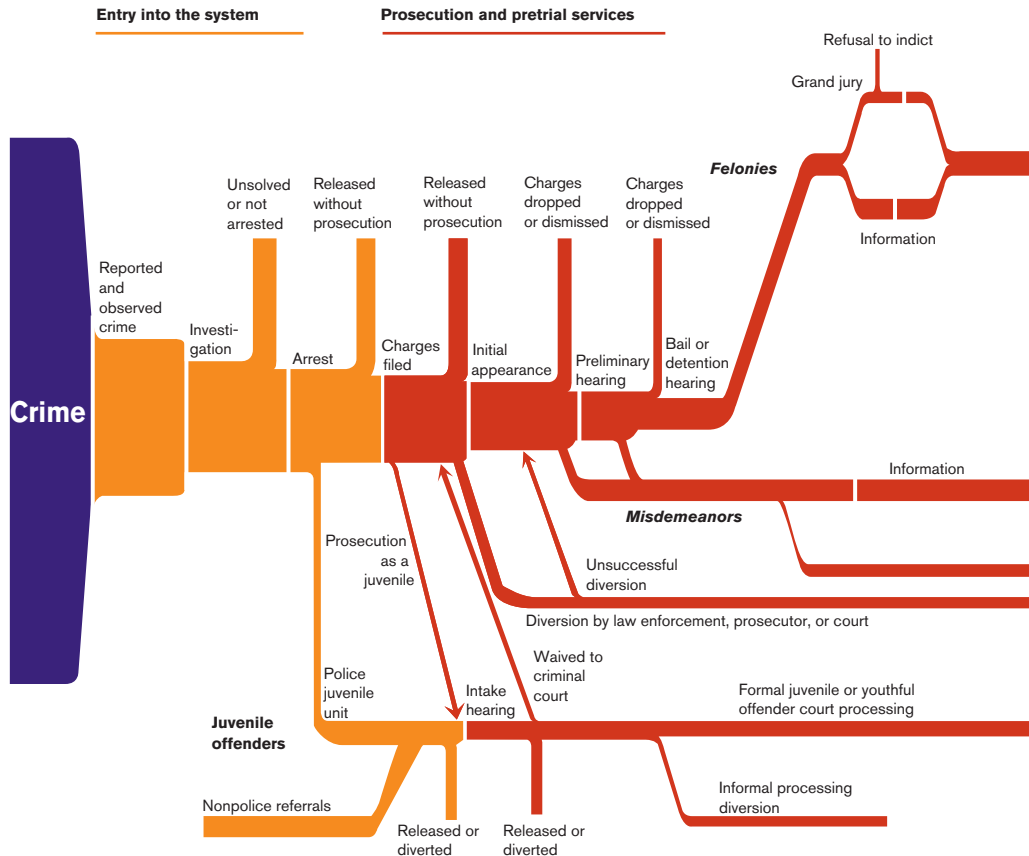 Entry into the system
Prosecution and pretrial services
Refusal to indict
Grand jury
Felonies
Information
Unsolved
or not
arrested
Released
without
prosecution
Released
without
prosecution
Charges
dropped
or dismissed
Charges
dropped
or dismissed
Reported
and
observed
crime
Investi-
gation
Arrest
Charges
filed
Initial
appearance
Preliminary
hearing
Bail or
detention
hearing
Crime
Information
Misdemeanors
Prosecution
as a
juvenile
Unsuccessful
diversion
Diversion by law enforcement, prosecutor, or court
Waived to
criminal
court
Police
juvenile
unit
Intake
hearing
Formal juvenile or youthful
offender court processing
Juvenile
offenders
Nonpolice referrals
Released or
diverted
Released or
diverted
Informal processing
diversion